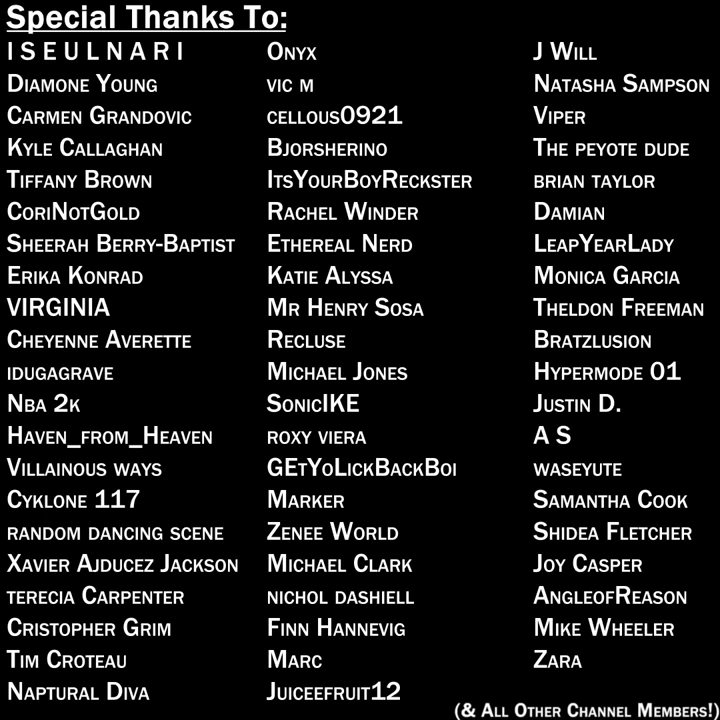 Special Thanks To:
I S E U L N A R I
Diamone Young
Carmen Grandovic
Kyle Callaghan
Tiffany Brown
CoriNotGold
Sheerah Berry-Baptist
Erika Konrad
VIRGINIA
Cheyenne Averette
idugagrave
Nba 2k
Haven_from_Heaven
Villainous ways
Cyklone 117
random dancing scene
Xavier Ajducez Jackson
terecia Carpenter
Cristopher Grim
Tim Croteau
Naptural Diva
Onyx
vic m
cellous0921
Bjorsherino
ItsYourBoyReckster
Rachel Winder
Ethereal Nerd
Katie Alyssa
Mr Henry Sosa
Recluse
Michael Jones
SonicIKE
roxy viera
GEtYoLickBackBoi
Marker
Zenee World
Michael Clark
nichol dashiell
Finn Hannevig
Marc
Juiceefruit12
J Will
Natasha Sampson
Viper
The peyote dude
brian taylor
Damian
LeapYearLady
Monica Garcia
Theldon Freeman
Bratzlusion
Hypermode 01
Justin D.
A S
waseyute
Samantha Cook
Shidea Fletcher
Joy Casper
AngleofReason
Mike Wheeler
Zara
(& All Other Channel Members!)